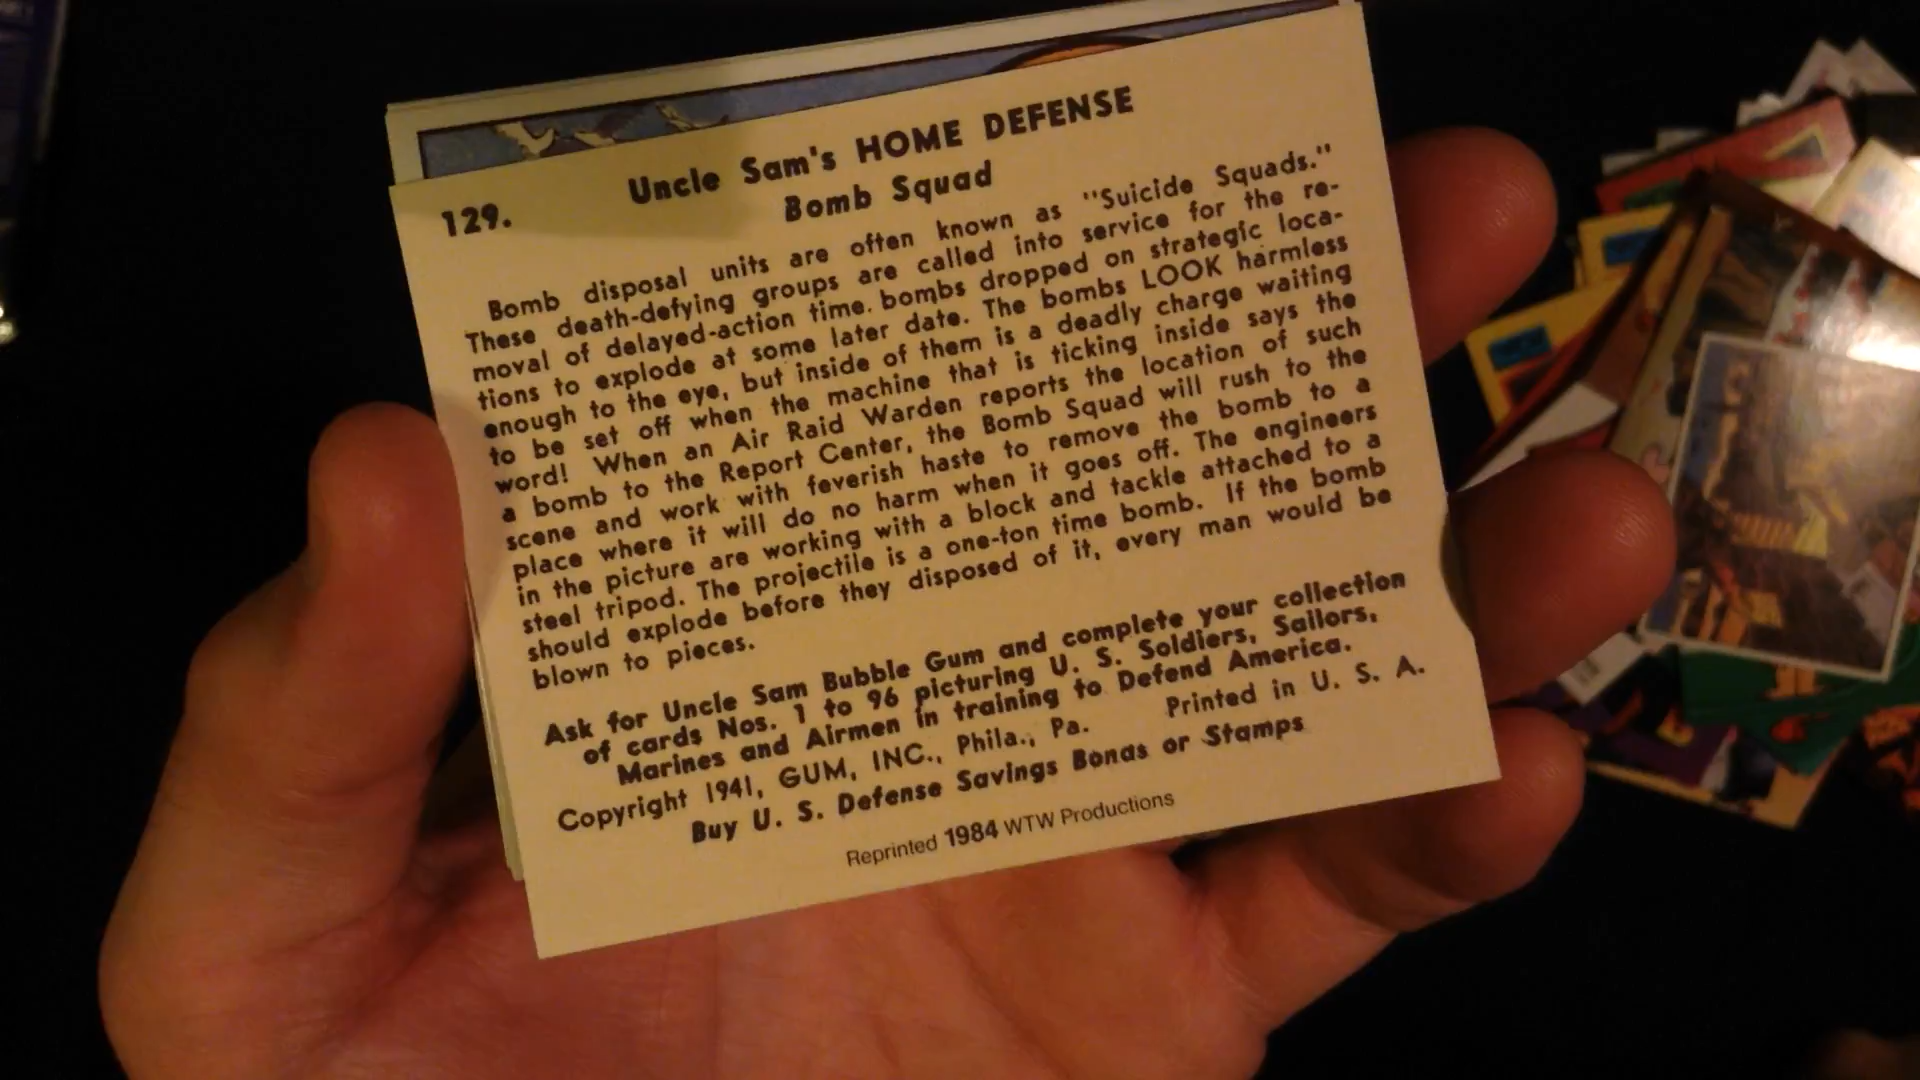 Uncle Sam's HOME DEFENSE
129. Bomb Squad
Bomb disposal units are often known as "Suicide Squads."
These death-defying groups are called into service for the re-
moval of delayed-action time. bombs dropped on strategic loca-
tions to explode at some later date. The bombs LOOK harmless
enough to the eye, but inside of them is a deadly charge waiting
to be set off when the machine that is ticking inside says the
word! When an Air Raid Warden reports the location of such
a bomb to the Report Center, the Bomb Squad will rush to the
scene and work with feverish haste to remove the bomb to a
place where it will do no harm when it goes off. The engineers
in the picture are working with a block and tackle attached to a
steel tripod. The projectile is a one-ton time bomb. If the bomb
should explode before they disposed of it, every man would be
blown to pieces.
Ask for Uncle Sam Bubble Gum and complete your collection
of cards Nos. 1 to 96 picturing U. S. Soldiers, Sailors,
Marines and Airmen in training to Defend America.
Copyright 1941, GUM, INC., Phila., Pa. Printed in U. S. A.
Buy U. S. Defense Savings Bonds or Stamps
Reprinted 1984 WTW Productions